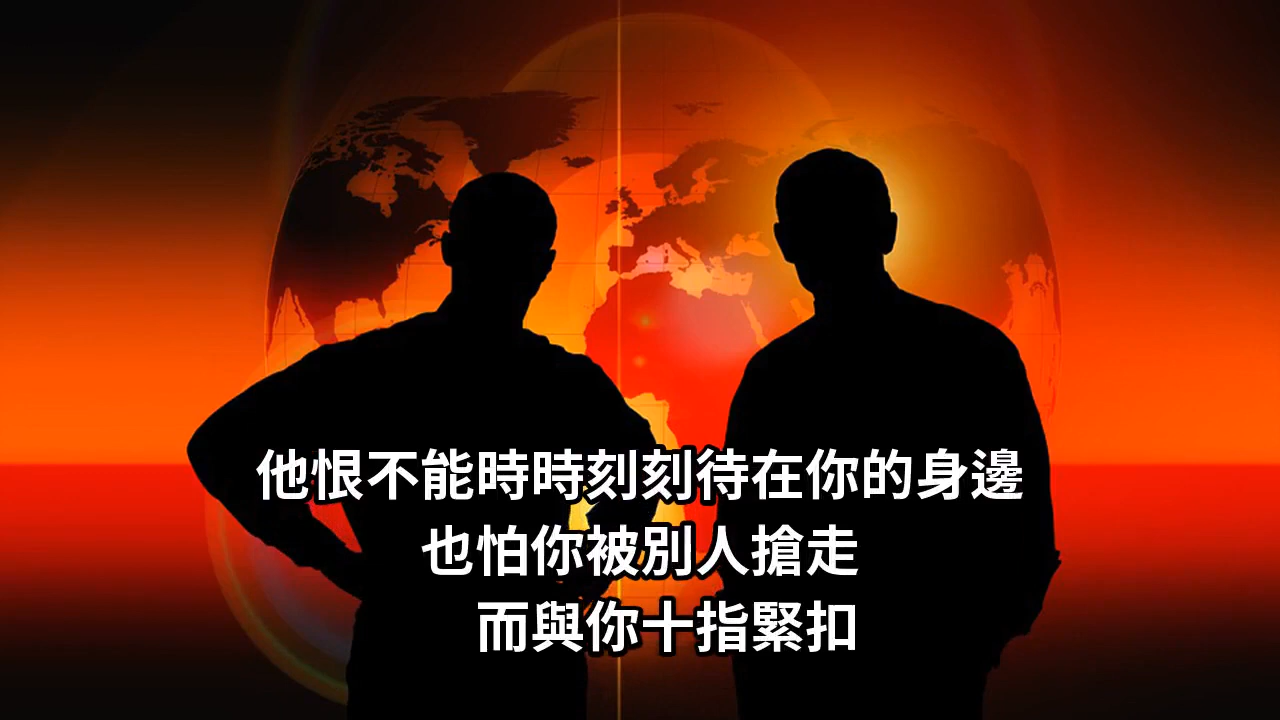 他恨不能時時刻刻待在你的身邊
也怕你被別人搶走
而與你十指緊扣